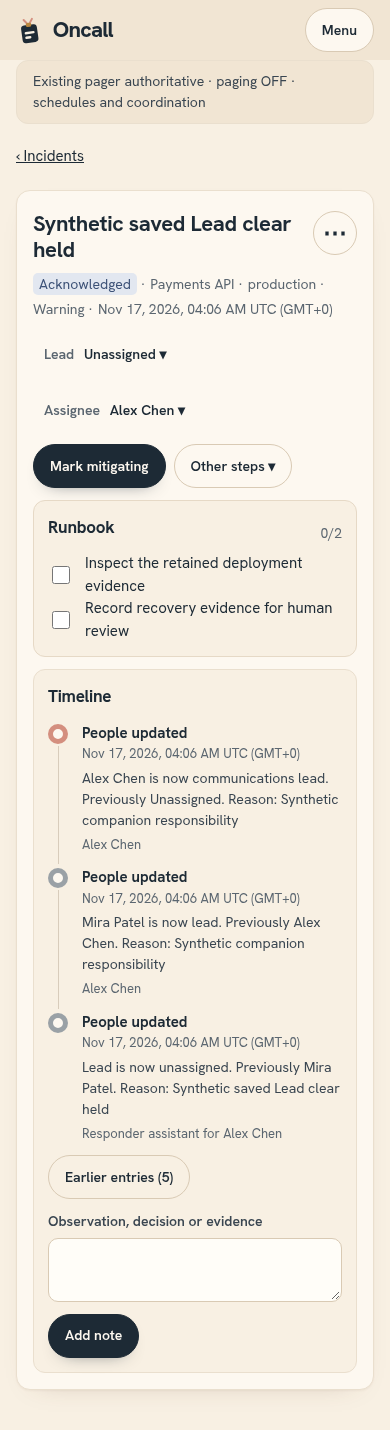 Oncall
Menu
Existing pager authoritative · paging OFF ·
schedules and coordination
‹ Incidents
Synthetic saved Lead clear
held
...
Acknowledged · Payments API · production ·
Warning · Nov 17, 2026, 04:06 AM UTC (GMT+0)
Lead Unassigned ▾
Assignee Alex Chen ▾
Mark mitigating
Other steps ▾
Runbook
0/2
Inspect the retained deployment
evidence
Record recovery evidence for human
review
Timeline
People updated
Nov 17, 2026, 04:06 AM UTC (GMT+0)
Alex Chen is now communications lead.
Previously Unassigned. Reason: Synthetic
companion responsibility
Alex Chen
People updated
Nov 17, 2026, 04:06 AM UTC (GMT+0)
Mira Patel is now lead. Previously Alex
Chen. Reason: Synthetic companion
responsibility
Alex Chen
People updated
Nov 17, 2026, 04:06 AM UTC (GMT+0)
Lead is now unassigned. Previously Mira
Patel. Reason: Synthetic saved Lead clear
held
Responder assistant for Alex Chen
Earlier entries (5)
Observation, decision or evidence
Add note